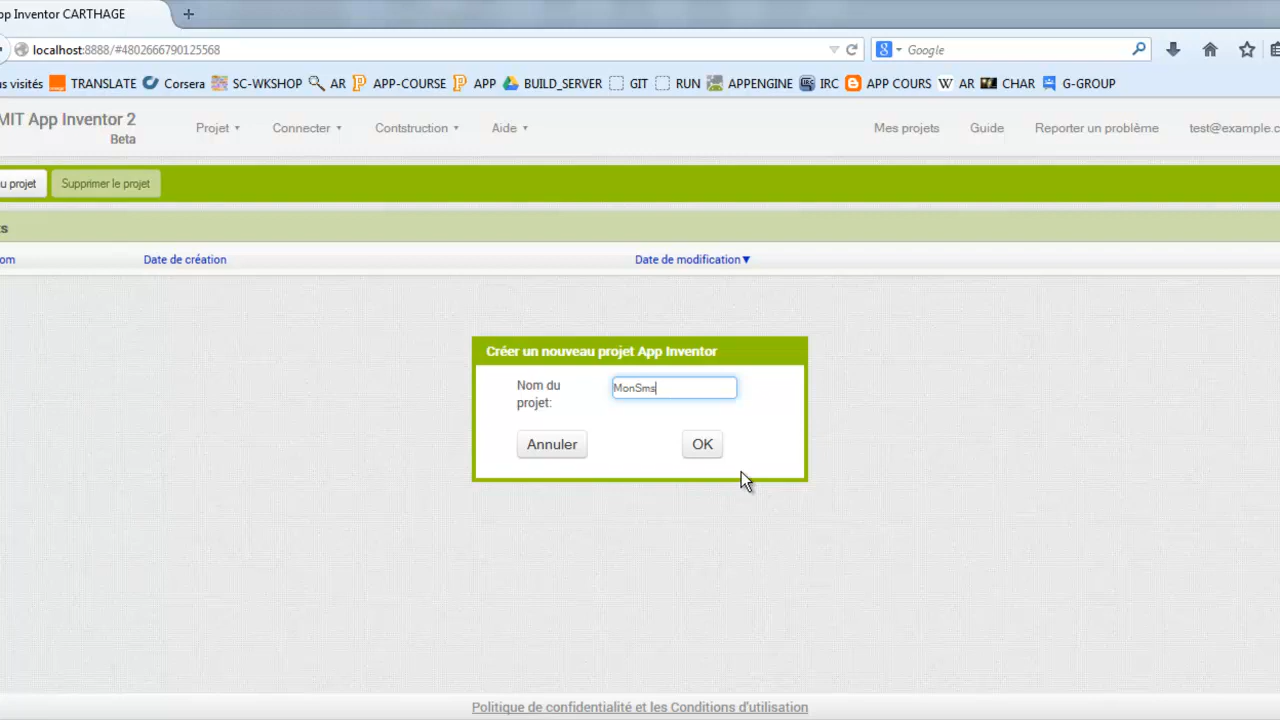 pp Inventor CARTHAGE
localhost:8888/#4802666790125568
Google
s visités TRANSLATE Corsera SC-WKSHOP AR APP-COURSE APP BUILD_SERVER GIT RUN APPENGINE IRC APP COURS AR CHAR G-GROUP
MIT App Inventor 2
Beta
Projet Connecter Contstruction Aide Mes projets Guide Reporter un problème test@example.c
u projet Supprimer le projet
ts
om Date de création Date de modification▼
Créer un nouveau projet App Inventor
Nom du
projet:
MonSms
Annuler OK
Politique de confidentialité et les Conditions d'utilisation